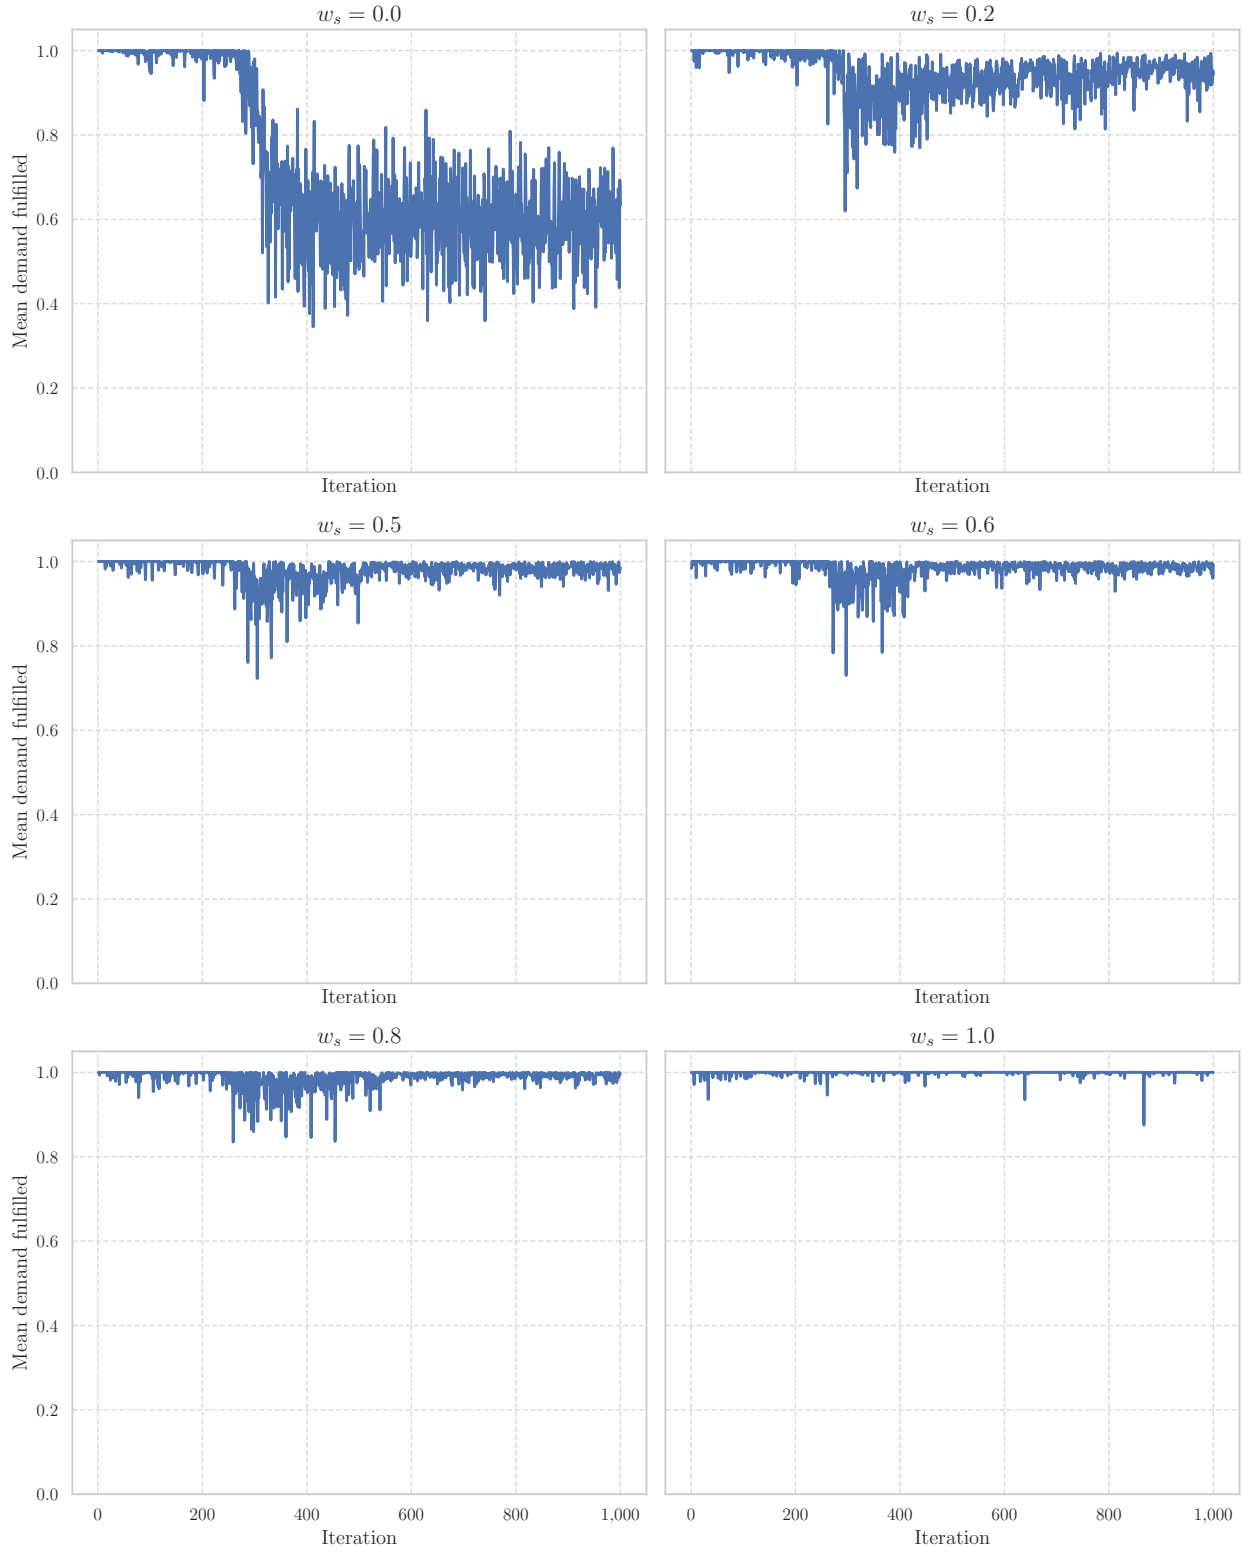 w_s = 0.0
w_s = 0.2
1.0
0.8
0.6
0.4
0.2
0.0
Mean demand fulfilled
Iteration
Iteration
w_s = 0.5
w_s = 0.6
1.0
0.8
0.6
0.4
0.2
0.0
Mean demand fulfilled
Iteration
Iteration
w_s = 0.8
w_s = 1.0
1.0
0.8
0.6
0.4
0.2
0.0
Mean demand fulfilled
0 200 400 600 800 1,000
0 200 400 600 800 1,000
Iteration
Iteration